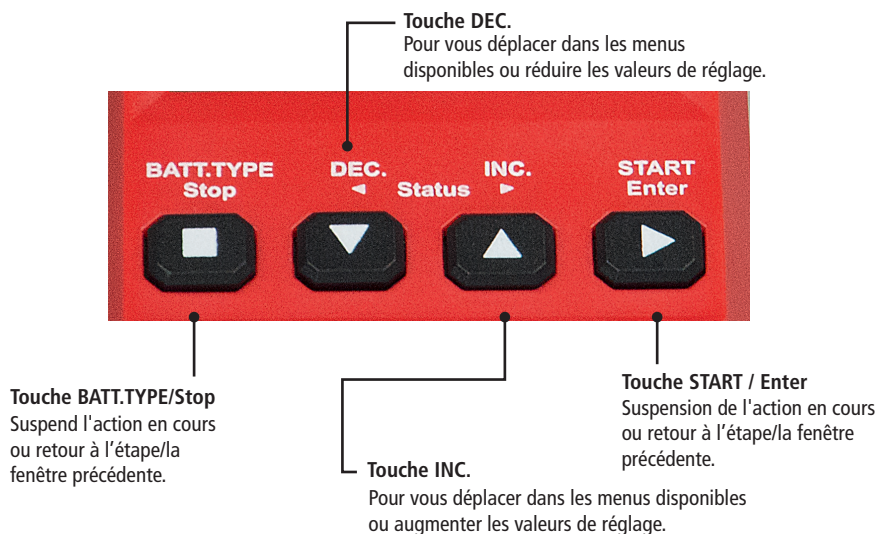 Touche DEC.
Pour vous déplacer dans les menus
disponibles ou réduire les valeurs de réglage.
BATT.TYPE
Stop
DEC.
◄ Status ►
INC.
START
Enter
Touche BATT.TYPE/Stop
Suspend l'action en cours
ou retour à l’étape/la
fenêtre précédente.
Touche INC.
Pour vous déplacer dans les menus disponibles
ou augmenter les valeurs de réglage.
Touche START / Enter
Suspension de l'action en cours
ou retour à l’étape/la fenêtre
précédente.